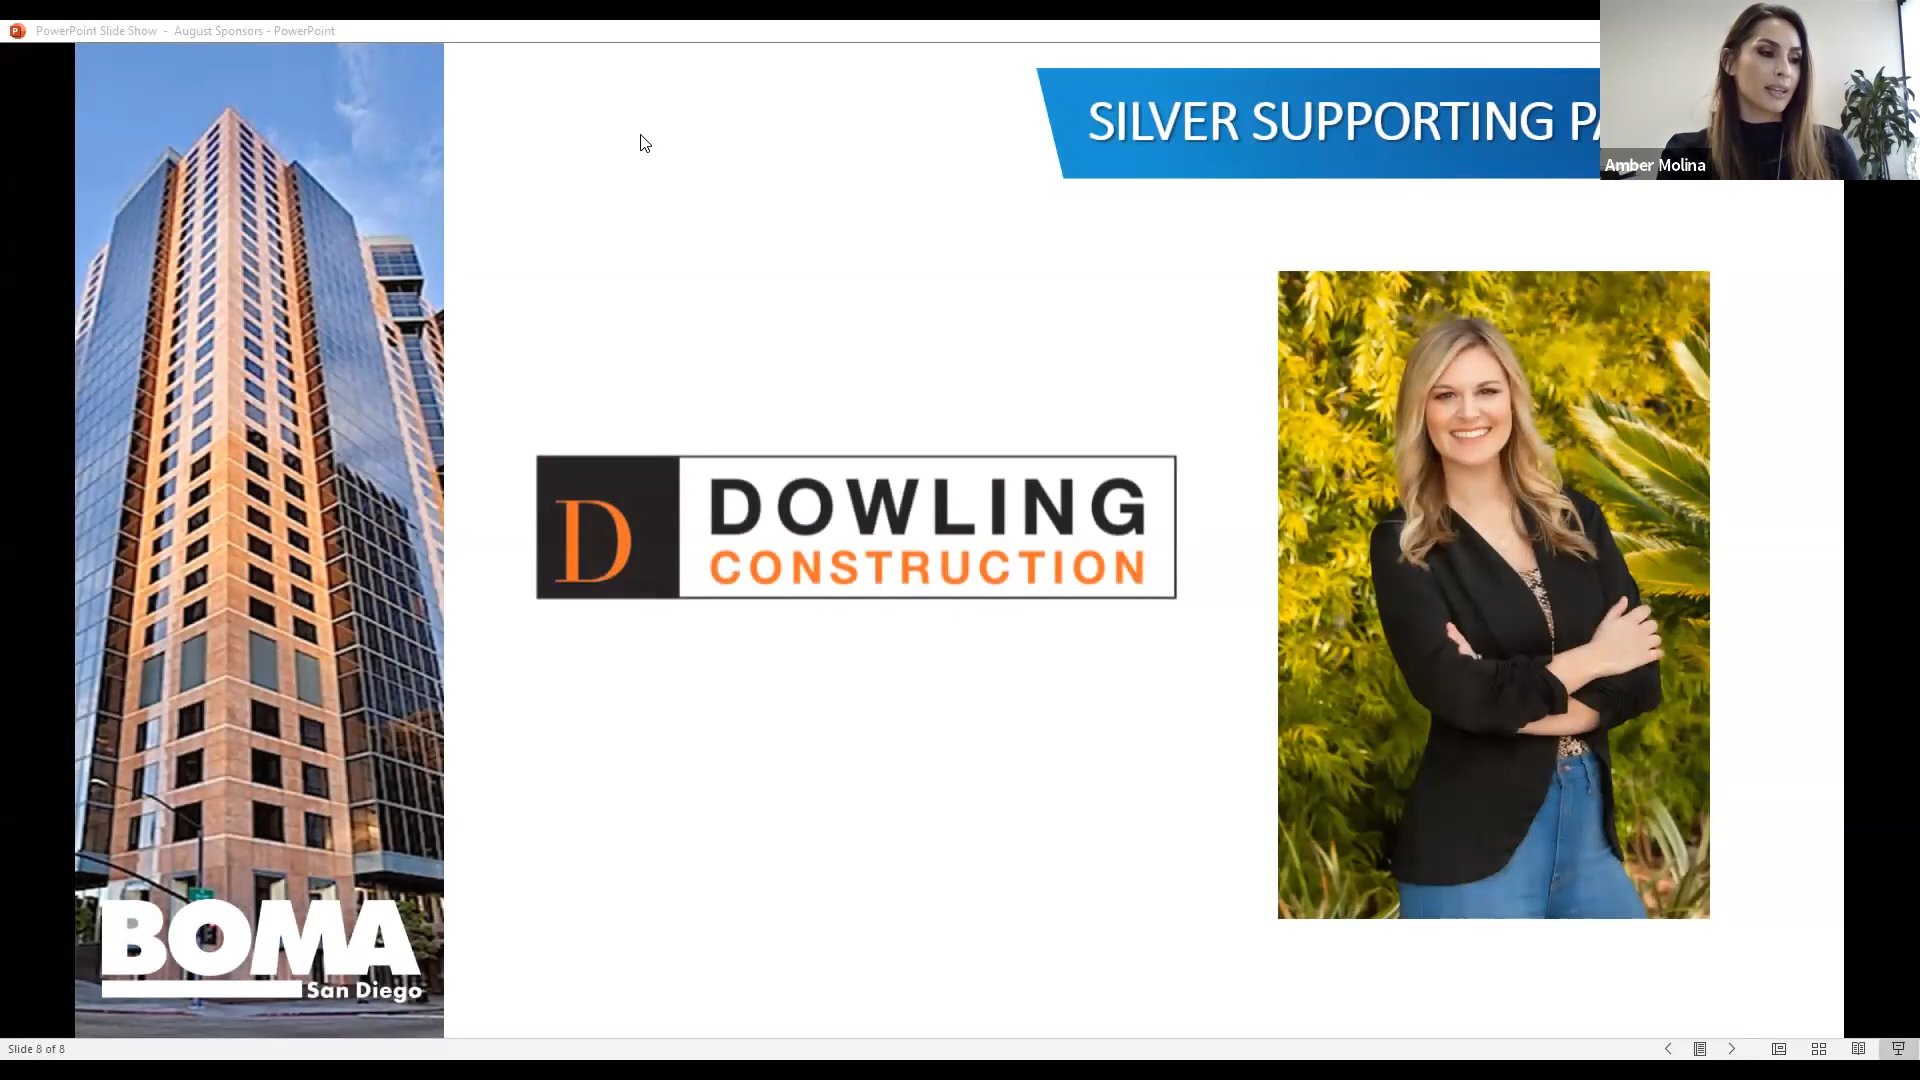 PowerPoint Slide Show - August Sponsors - PowerPoint
SILVER SUPPORTING PA
Amber Molina
D
DOWLING
CONSTRUCTION
BOMA
San Diego
Slide 8 of 8